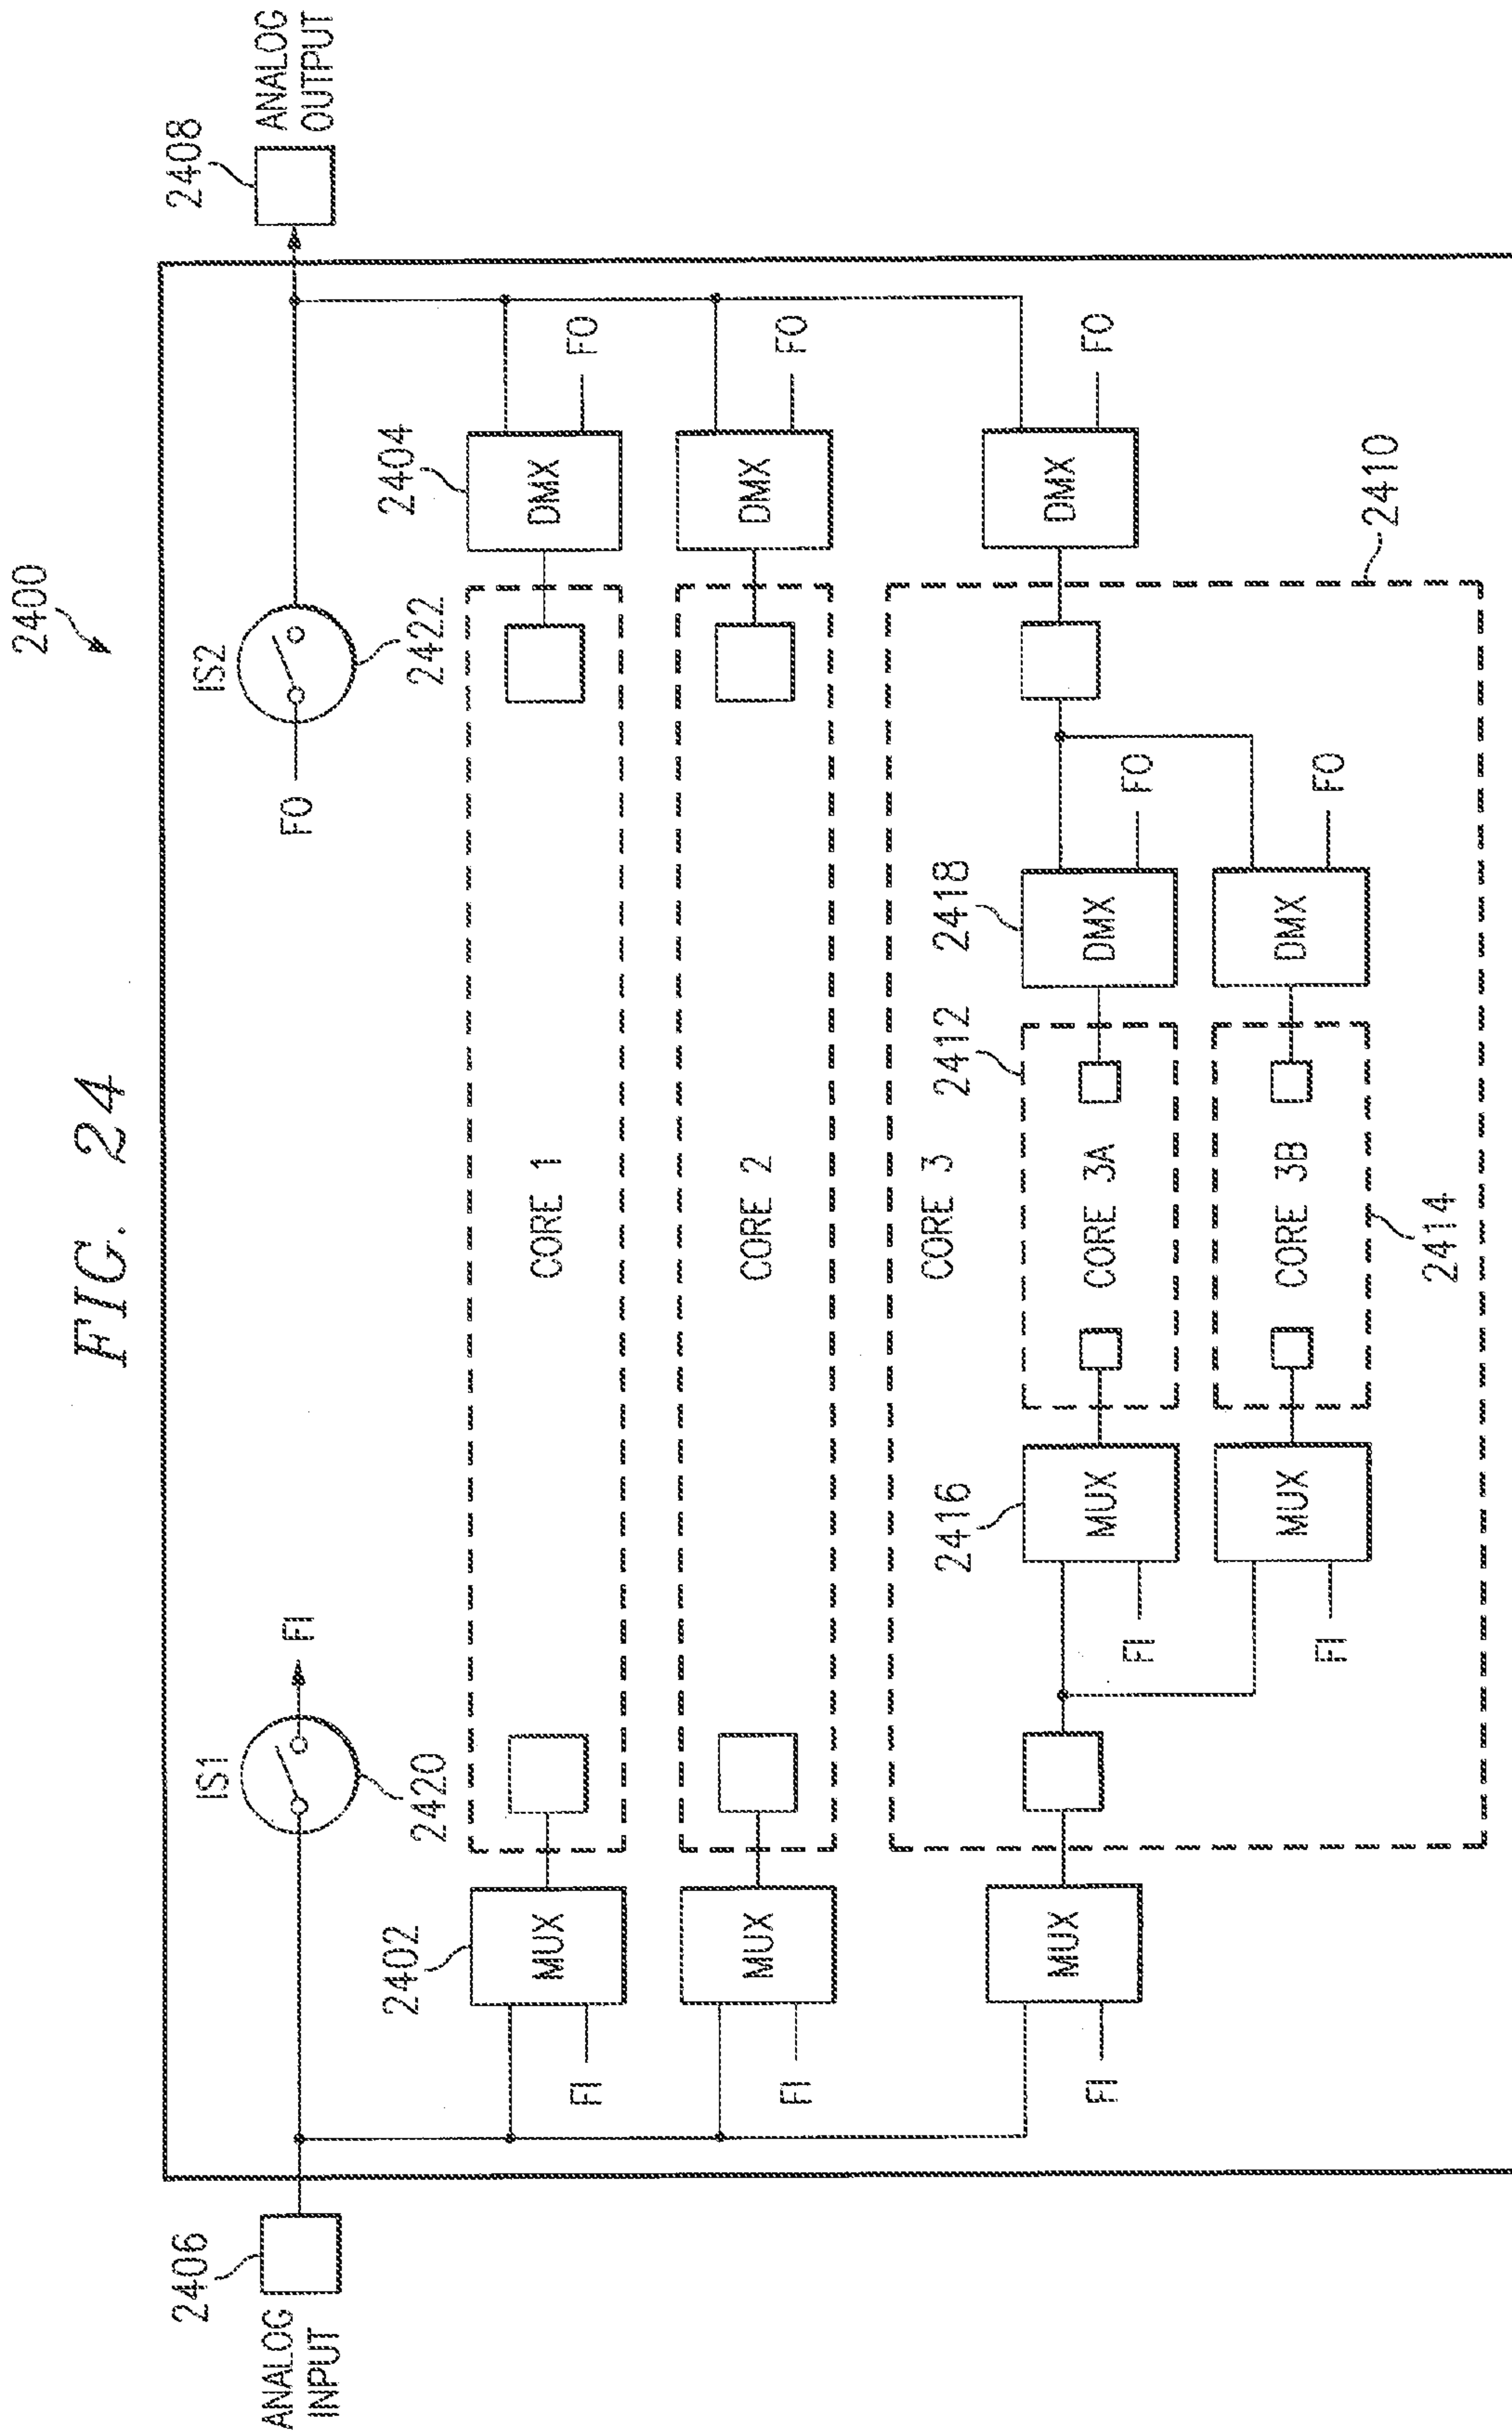 FIG. 24
2400
2406
ANALOG
INPUT
IS1
FI
2420
FO
IS2
2422
2408
ANALOG
OUTPUT
2402
MUX
FI
CORE 1
2404
DMX
FO
MUX
FI
CORE 2
DMX
FO
CORE 3
MUX
FI
2416
MUX
FI
2412
CORE 3A
2418
DMX
FO
DMX
FO
MUX
FI
CORE 3B
2414
DMX
FO
2410